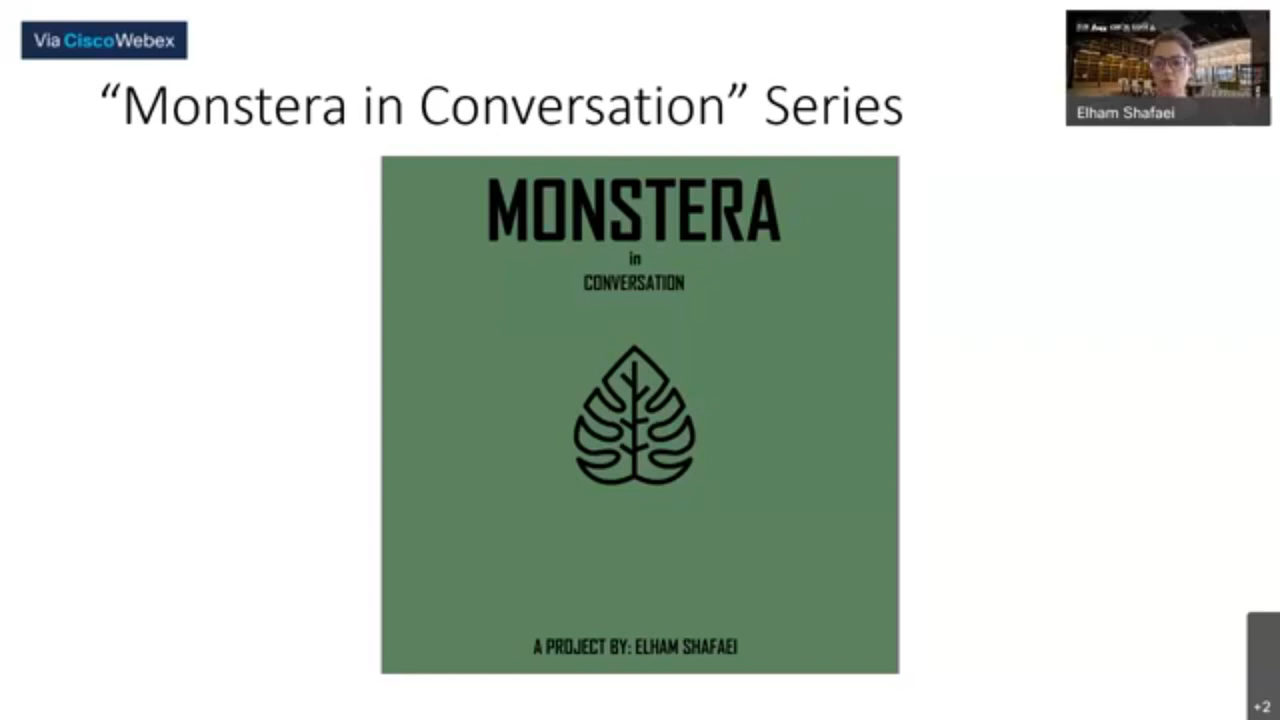 Via CiscoWebex
“Monstera in Conversation” Series
Elham Shafaei
MONSTERA
in
CONVERSATION
A PROJECT BY: ELHAM SHAFAEI
+2